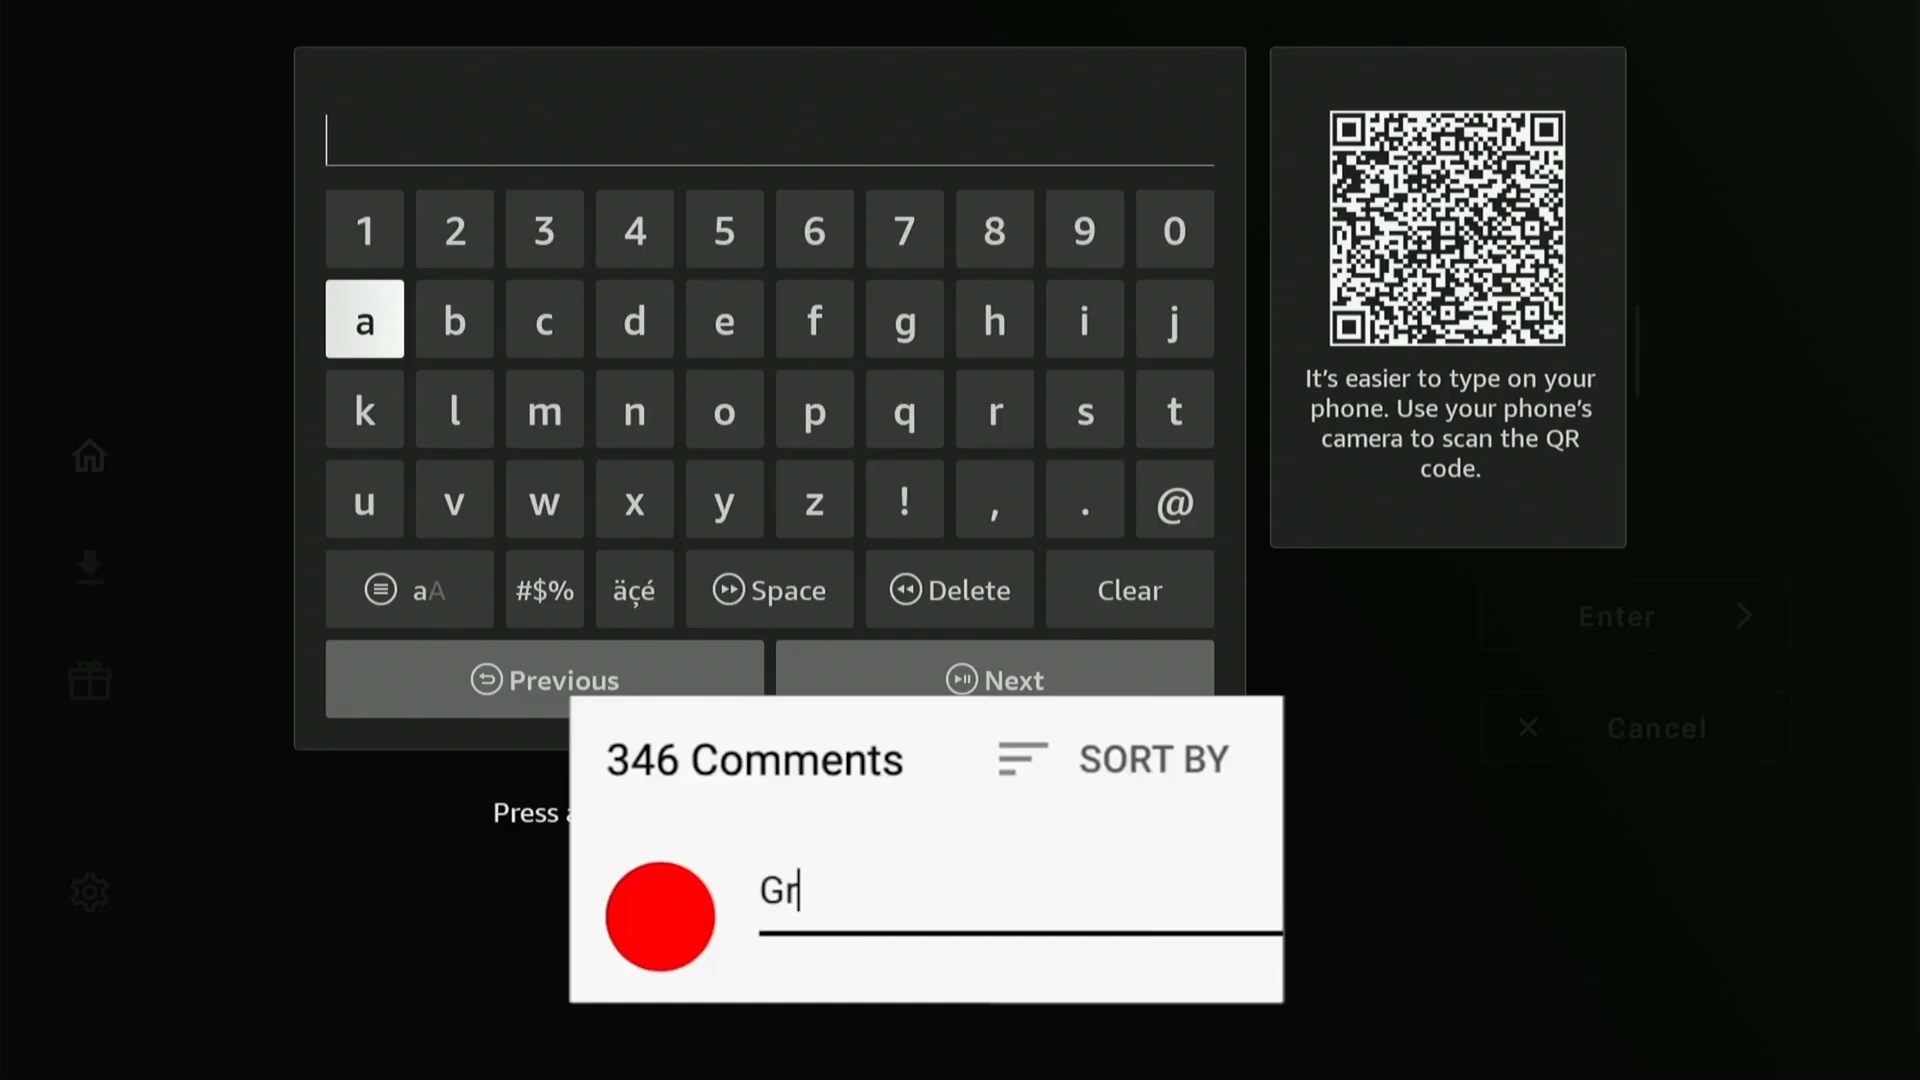 1 2 3 4 5 6 7 8 9 0
a b c d e f g h i j
k l m n o p q r s t
u v w x y z ! , . @
aA #$% äçé Space Delete Clear
Previous Next
It's easier to type on your
phone. Use your phone's
camera to scan the QR
code.
Enter
Cancel
Press
346 Comments SORT BY
Gr